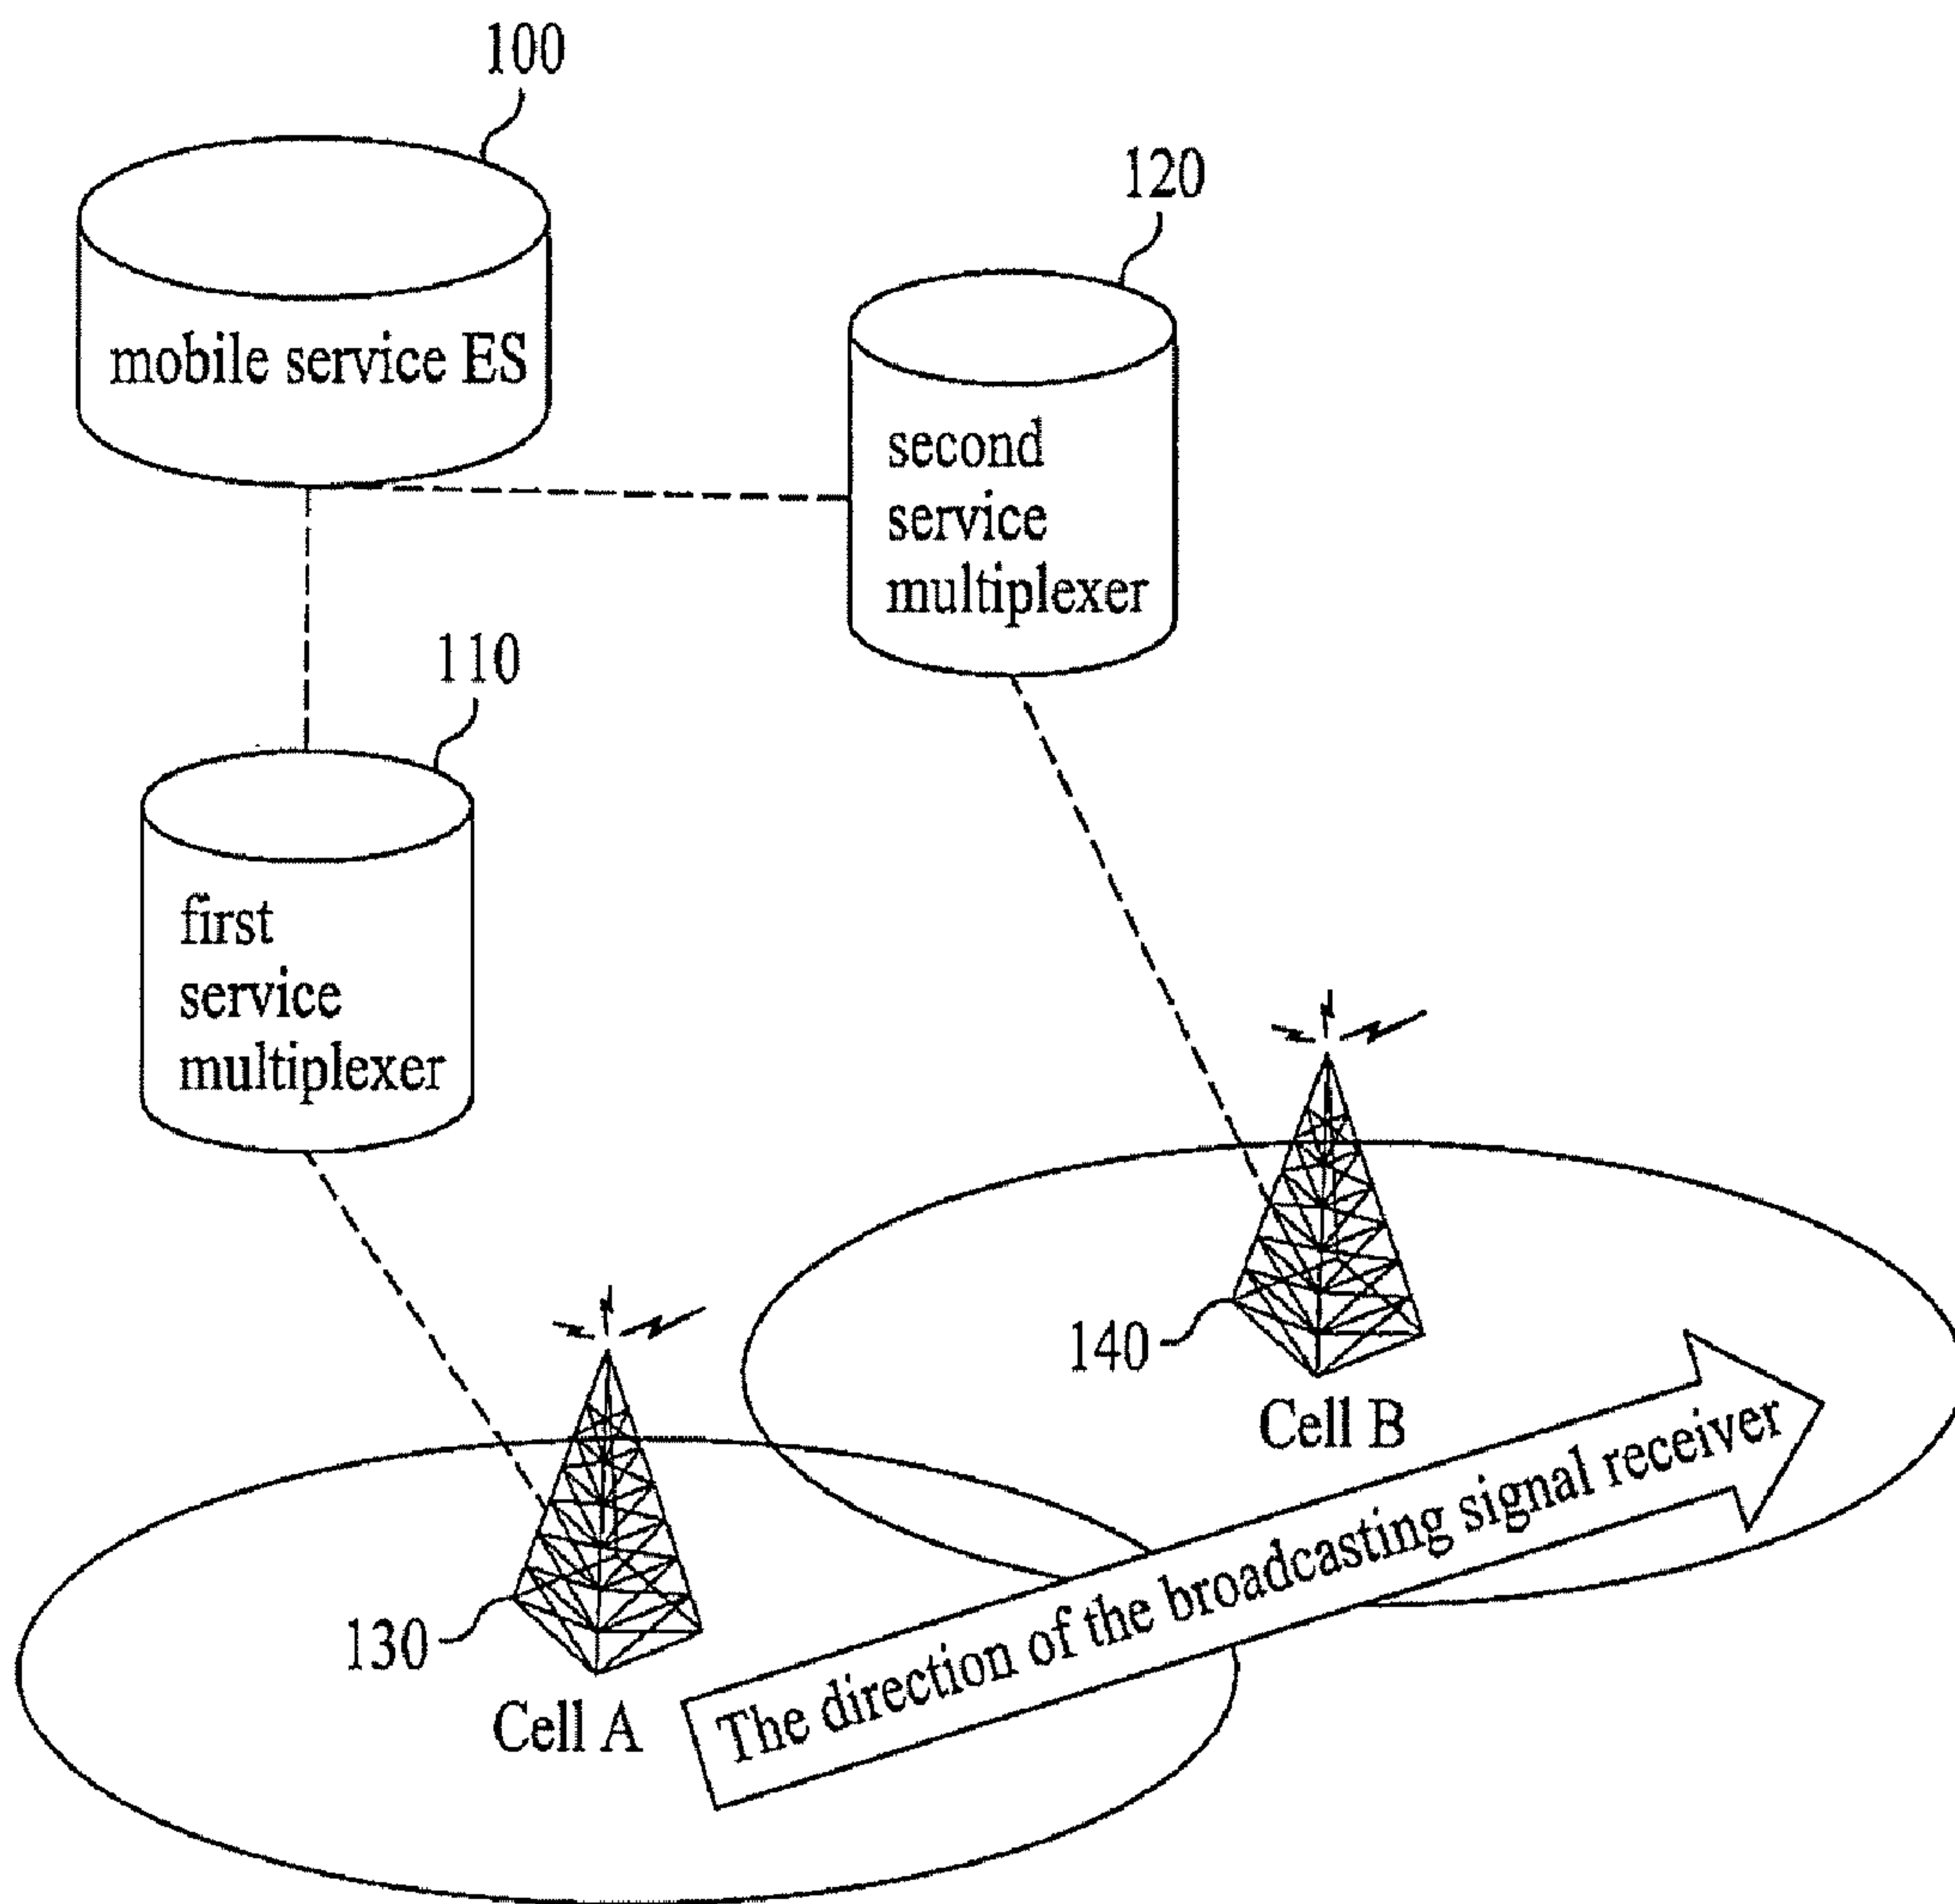 100
mobile service ES
120
second
service
multiplexer
110
first
service
multiplexer
140
Cell B
130
Cell A
The direction of the broadcasting signal receiver